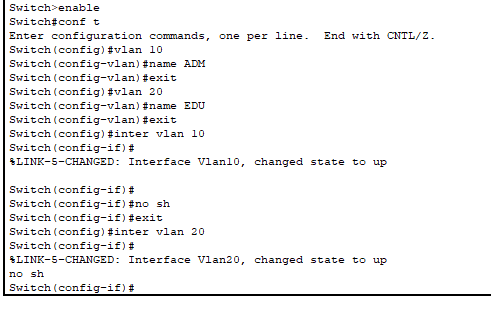 Switch>enable
Switch#conf t
Enter configuration commands, one per line.  End with CNTL/Z.
Switch(config)#vlan 10
Switch(config-vlan)#name ADM
Switch(config-vlan)#exit
Switch(config)#vlan 20
Switch(config-vlan)#name EDU
Switch(config-vlan)#exit
Switch(config)#inter vlan 10
Switch(config-if)#
%LINK-5-CHANGED: Interface Vlan10, changed state to up
Switch(config-if)#
Switch(config-if)#no sh
Switch(config-if)#exit
Switch(config)#inter vlan 20
Switch(config-if)#
%LINK-5-CHANGED: Interface Vlan20, changed state to up
no sh
Switch(config-if)#